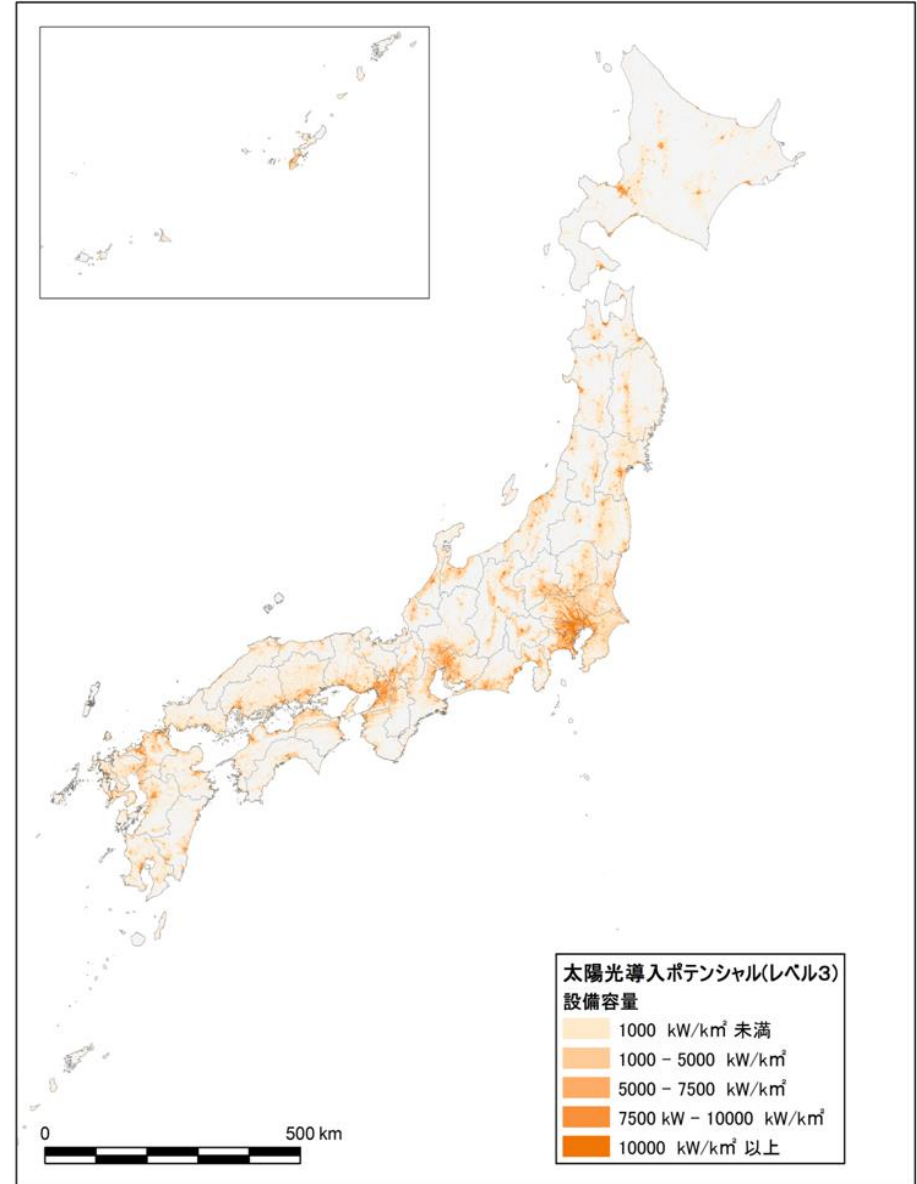 太陽光導入ポテンシャル(レベル3)
設備容量
1000 kW/k㎡ 未満
1000 - 5000 kW/k㎡
5000 - 7500 kW/k㎡
7500 kW - 10000 kW/k㎡
10000 kW/k㎡ 以上
0 500 km